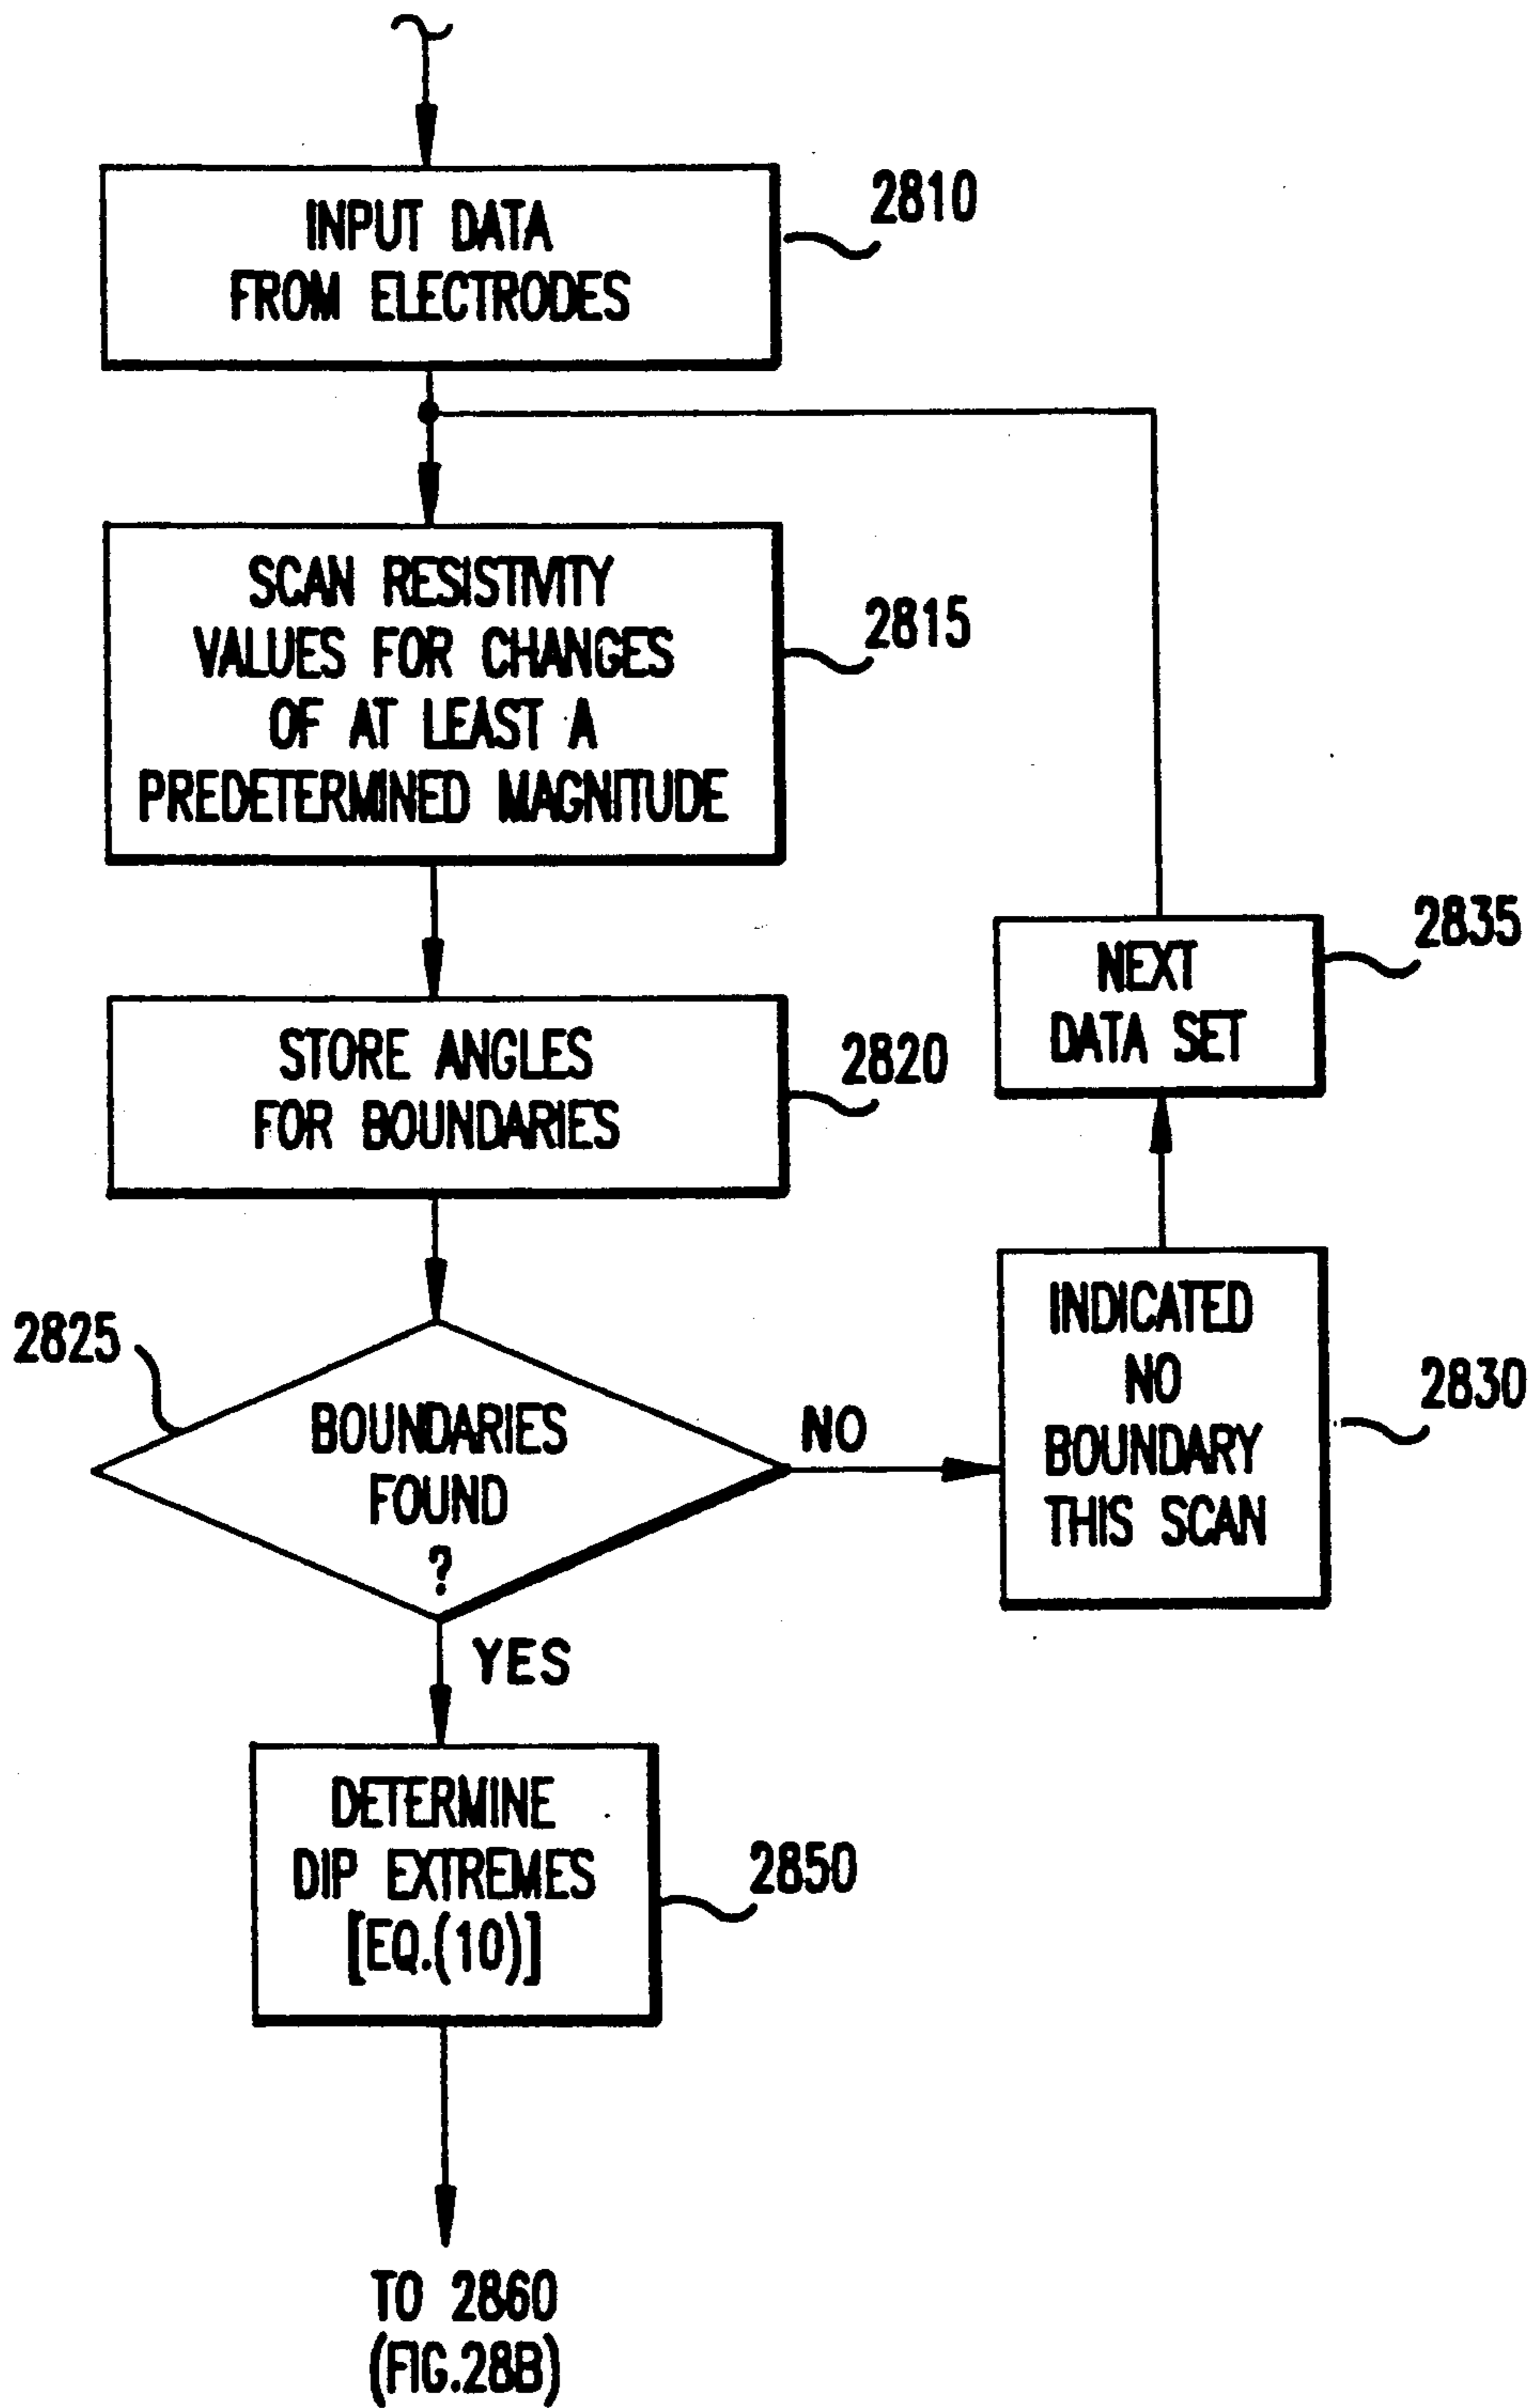 INPUT DATA
FROM ELECTRODES
2810
SCAN RESISTIVITY
VALUES FOR CHANGES
OF AT LEAST A
PREDETERMINED MAGNITUDE
2815
STORE ANGLES
FOR BOUNDARIES
2820
2825
BOUNDARIES
FOUND
?
NO
YES
INDICATED
NO
BOUNDARY
THIS SCAN
2830
NEXT
DATA SET
2835
DETERMINE
DIP EXTREMES
[EQ.(10)]
2850
TO 2860
(FIG.28B)